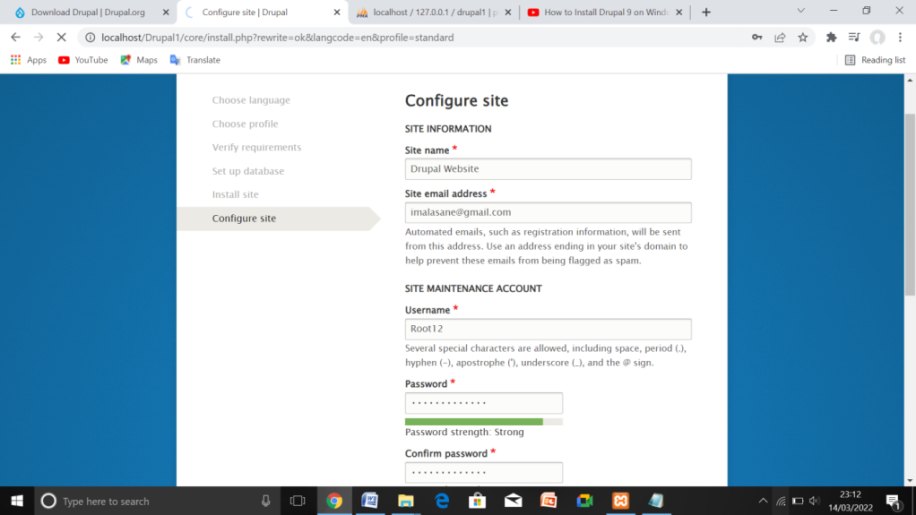 Download Drupal | Drupal.org
Configure site | Drupal
localhost / 127.0.0.1 / drupal1 | p
How to Install Drupal 9 on Windo
localhost/Drupal1/core/install.php?rewrite=ok&langcode=en&profile=standard
Apps
YouTube
Maps
Translate
Reading list
Choose language
Choose profile
Verify requirements
Set up database
Install site
Configure site
Configure site
SITE INFORMATION
Site name *
Drupal Website
Site email address *
imalasane@gmail.com
Automated emails, such as registration information, will be sent
from this address. Use an address ending in your site's domain to
help prevent these emails from being flagged as spam.
SITE MAINTENANCE ACCOUNT
Username *
Root12
Several special characters are allowed, including space, period (.),
hyphen (-), apostrophe ('), underscore (_), and the @ sign.
Password *
•••••••••••••
Password strength: Strong
Confirm password *
•••••••••••••
Type here to search
23:12
14/03/2022
1